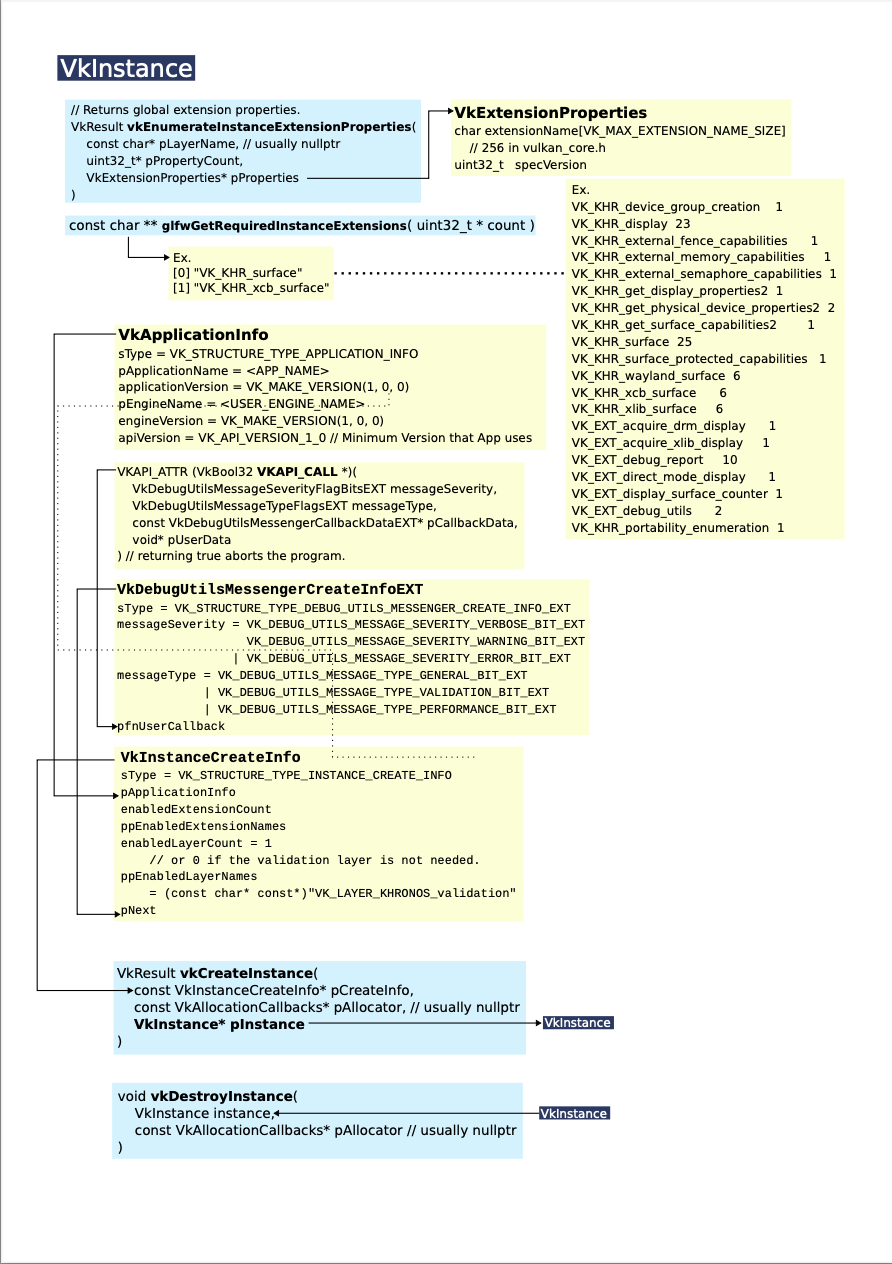 VkInstance
// Returns global extension properties.
VkResult vkEnumerateInstanceExtensionProperties(
const char* pLayerName, // usually nullptr
uint32_t* pPropertyCount,
VkExtensionProperties* pProperties
)
VkExtensionProperties
char extensionName[VK_MAX_EXTENSION_NAME_SIZE]
// 256 in vulkan_core.h
uint32_t specVersion
const char ** glfwGetRequiredInstanceExtensions( uint32_t * count )
Ex.
[0] "VK_KHR_surface"
[1] "VK_KHR_xcb_surface"
Ex.
VK_KHR_device_group_creation 1
VK_KHR_display 23
VK_KHR_external_fence_capabilities 1
VK_KHR_external_memory_capabilities 1
VK_KHR_external_semaphore_capabilities 1
VK_KHR_get_display_properties2 1
VK_KHR_get_physical_device_properties2 2
VK_KHR_get_surface_capabilities2 1
VK_KHR_surface 25
VK_KHR_surface_protected_capabilities 1
VK_KHR_wayland_surface 6
VK_KHR_xcb_surface 6
VK_KHR_xlib_surface 6
VK_EXT_acquire_drm_display 1
VK_EXT_acquire_xlib_display 1
VK_EXT_debug_report 10
VK_EXT_direct_mode_display 1
VK_EXT_display_surface_counter 1
VK_EXT_debug_utils 2
VK_KHR_portability_enumeration 1
VkApplicationInfo
sType = VK_STRUCTURE_TYPE_APPLICATION_INFO
pApplicationName = <APP_NAME>
applicationVersion = VK_MAKE_VERSION(1, 0, 0)
pEngineName = <USER_ENGINE_NAME>
engineVersion = VK_MAKE_VERSION(1, 0, 0)
apiVersion = VK_API_VERSION_1_0 // Minimum Version that App uses
VKAPI_ATTR (VkBool32 VKAPI_CALL *)(
VkDebugUtilsMessageSeverityFlagBitsEXT messageSeverity,
VkDebugUtilsMessageTypeFlagsEXT messageType,
const VkDebugUtilsMessengerCallbackDataEXT* pCallbackData,
void* pUserData
) // returning true aborts the program.
VkDebugUtilsMessengerCreateInfoEXT
sType = VK_STRUCTURE_TYPE_DEBUG_UTILS_MESSENGER_CREATE_INFO_EXT
messageSeverity = VK_DEBUG_UTILS_MESSAGE_SEVERITY_VERBOSE_BIT_EXT
VK_DEBUG_UTILS_MESSAGE_SEVERITY_WARNING_BIT_EXT
| VK_DEBUG_UTILS_MESSAGE_SEVERITY_ERROR_BIT_EXT
messageType = VK_DEBUG_UTILS_MESSAGE_TYPE_GENERAL_BIT_EXT
| VK_DEBUG_UTILS_MESSAGE_TYPE_VALIDATION_BIT_EXT
| VK_DEBUG_UTILS_MESSAGE_TYPE_PERFORMANCE_BIT_EXT
pfnUserCallback
VkInstanceCreateInfo
sType = VK_STRUCTURE_TYPE_INSTANCE_CREATE_INFO
pApplicationInfo
enabledExtensionCount
ppEnabledExtensionNames
enabledLayerCount = 1
// or 0 if the validation layer is not needed.
ppEnabledLayerNames
= (const char* const*)"VK_LAYER_KHRONOS_validation"
pNext
VkResult vkCreateInstance(
const VkInstanceCreateInfo* pCreateInfo,
const VkAllocationCallbacks* pAllocator, // usually nullptr
VkInstance* pInstance
VkInstance
)
void vkDestroyInstance(
VkInstance instance,
VkInstance
const VkAllocationCallbacks* pAllocator // usually nullptr
)